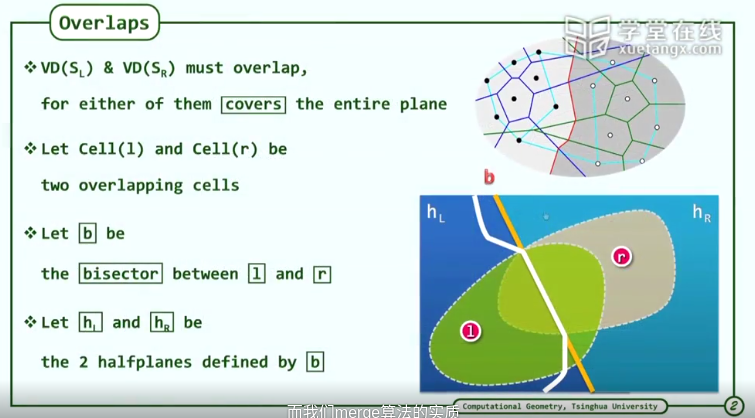 Overlaps
❖ VD(S_L) & VD(S_R) must overlap,
for either of them covers the entire plane
❖ Let Cell(l) and Cell(r) be
two overlapping cells
❖ Let b be
the bisector between l and r
❖ Let h_L and h_R be
the 2 halfplanes defined by b
学堂在线
xuetangx.com
b
h_L
h_R
r
l
Computational Geometry, Tsinghua University
2
而我们merge算法的实质